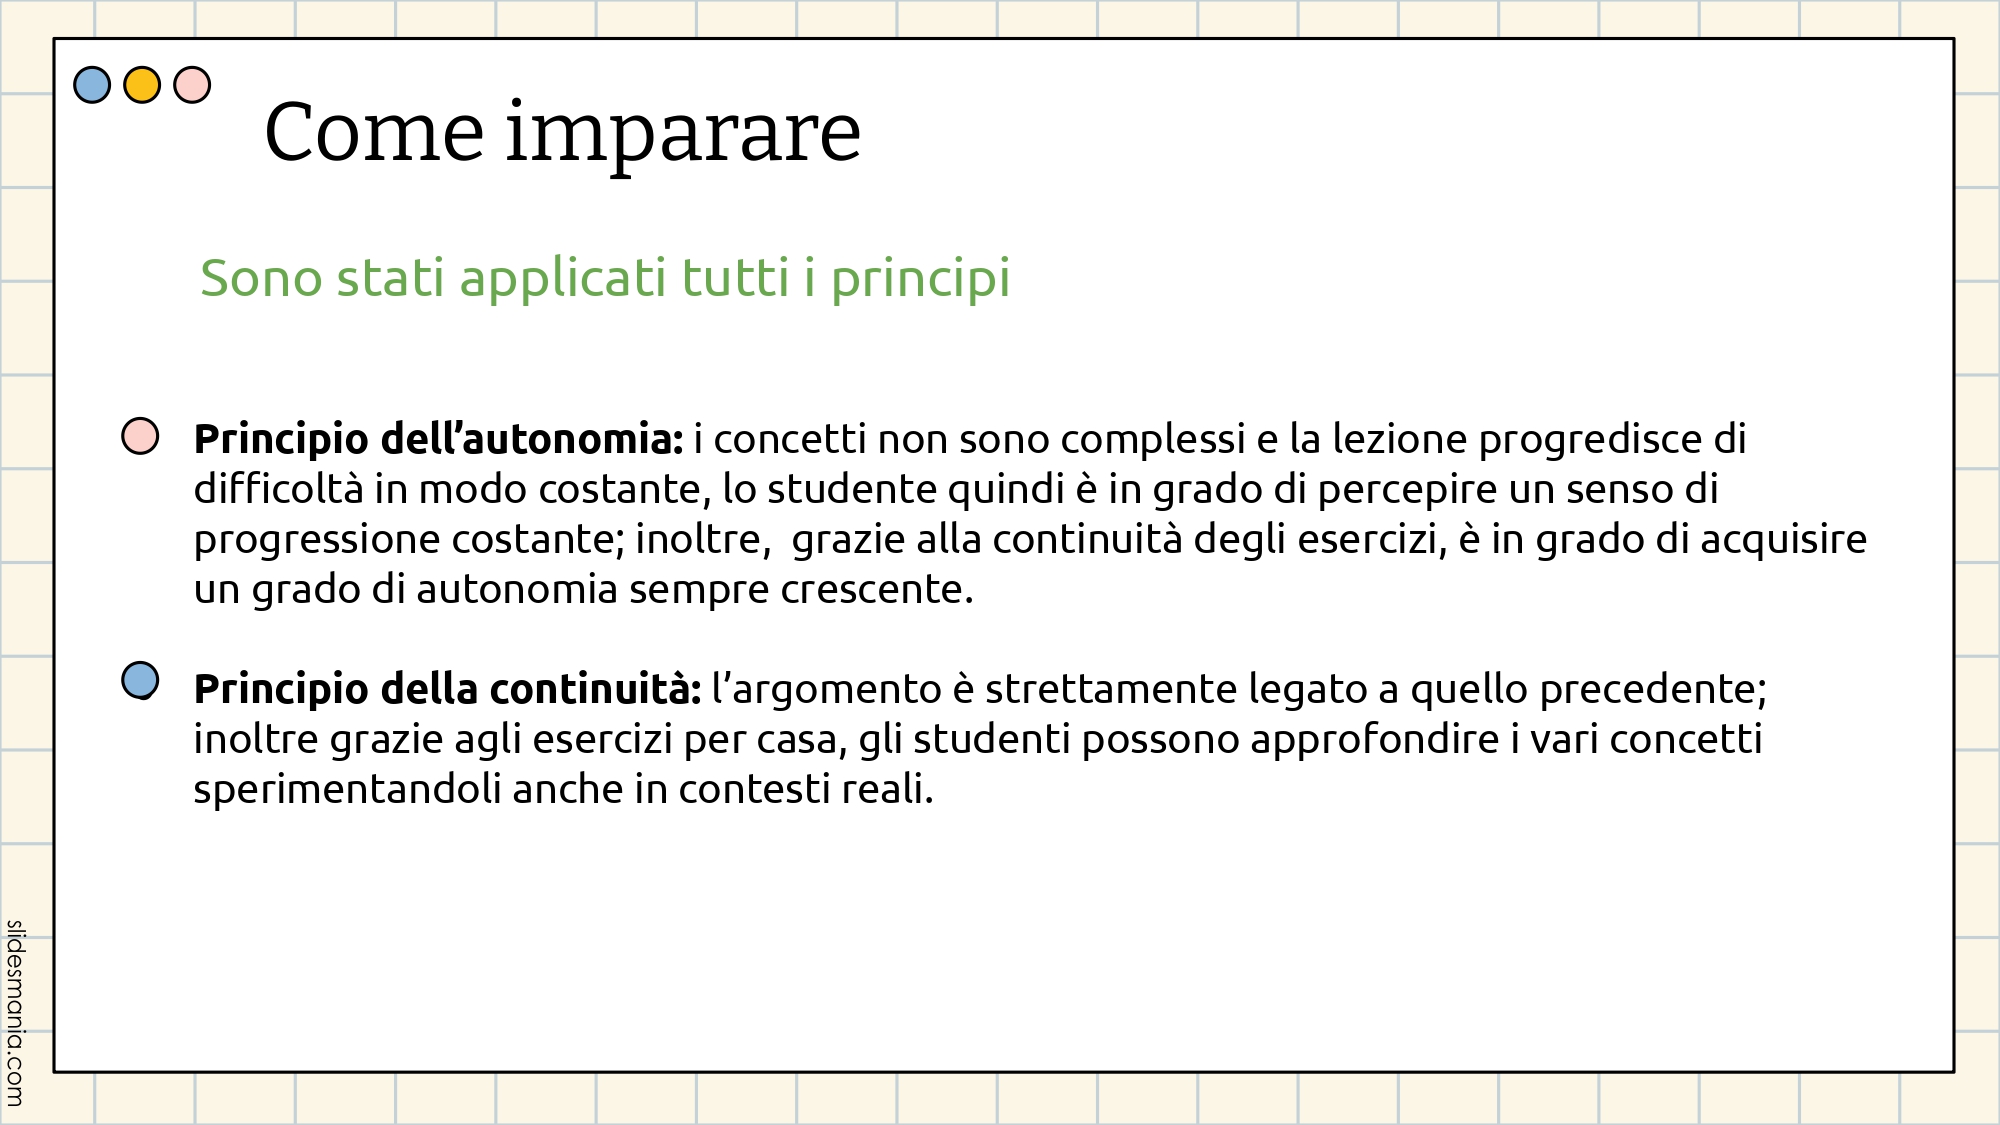 Come imparare
Sono stati applicati tutti i principi
Principio dell’autonomia: i concetti non sono complessi e la lezione progredisce di
difficoltà in modo costante, lo studente quindi è in grado di percepire un senso di
progressione costante; inoltre,  grazie alla continuità degli esercizi, è in grado di acquisire
un grado di autonomia sempre crescente.
Principio della continuità: l’argomento è strettamente legato a quello precedente;
inoltre grazie agli esercizi per casa, gli studenti possono approfondire i vari concetti
sperimentandoli anche in contesti reali.
slidesmania.com